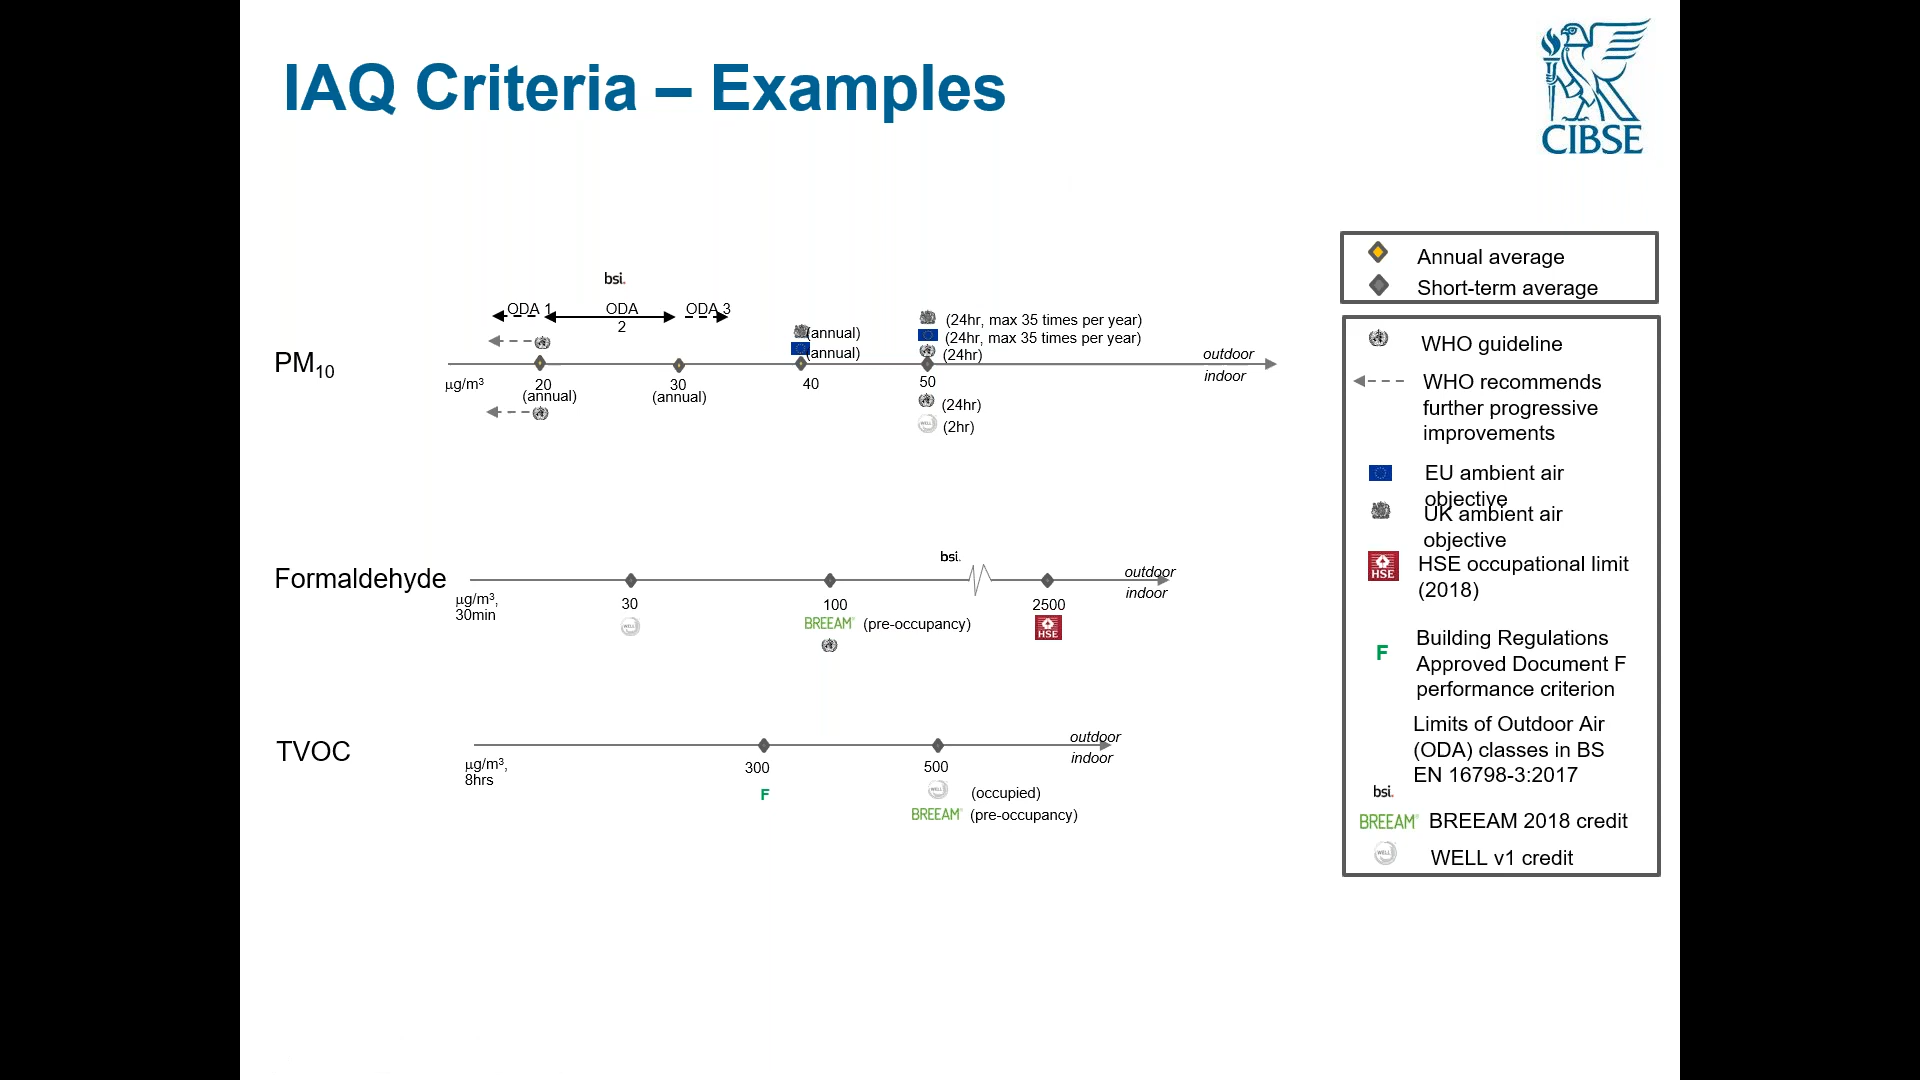 IAQ Criteria – Examples
CIBSE
Annual average
Short-term average
bsi.
ODA 1
ODA
2
ODA 3
(annual)
(annual)
(24hr, max 35 times per year)
(24hr, max 35 times per year)
(24hr)
PM10
outdoor
indoor
µg/m³
20
(annual)
30
(annual)
40
50
(24hr)
WELL (2hr)
WHO guideline
WHO recommends
further progressive
improvements
EU ambient air
objective
UK ambient air
objective
HSE
HSE occupational limit
(2018)
F
Building Regulations
Approved Document F
performance criterion
Limits of Outdoor Air
(ODA) classes in BS
EN 16798-3:2017
bsi.
BREEAM® BREEAM 2018 credit
WELL WELL v1 credit
bsi.
Formaldehyde
outdoor
indoor
µg/m³,
30min
30
WELL
100
BREEAM® (pre-occupancy)
2500
HSE
TVOC
outdoor
indoor
µg/m³,
8hrs
300
F
500
WELL (occupied)
BREEAM® (pre-occupancy)